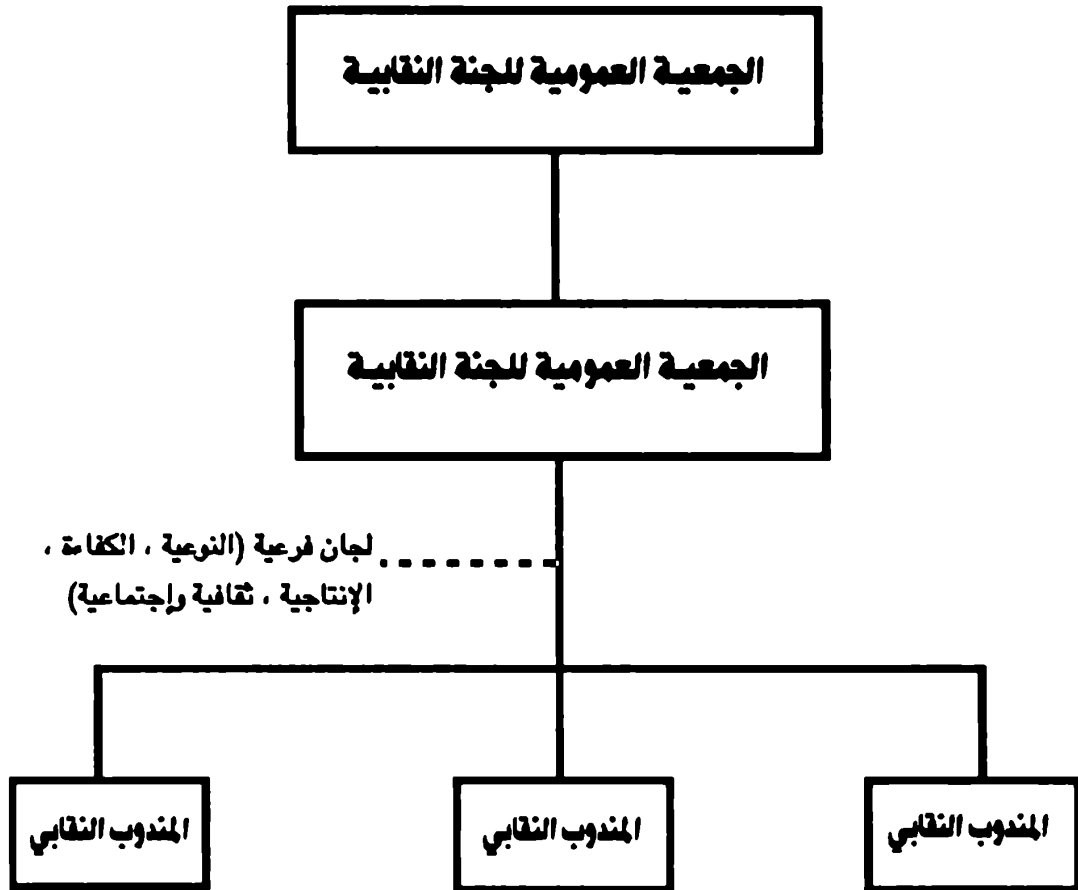 الجمعية العمومية للجنة النقابية
الجمعية العمومية للجنة النقابية
لجان فرعية (النوعية ، الكفاءة ،
الإنتاجية ، ثقافية وإجتماعية)
المندوب النقابي
المندوب النقابي
المندوب النقابي